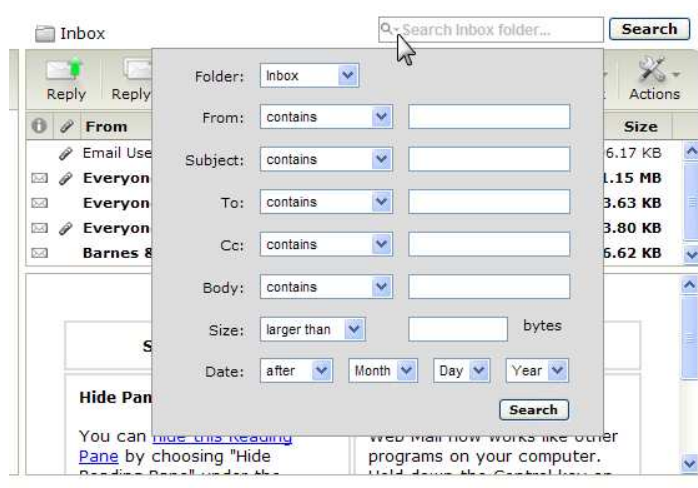 Inbox
Search Inbox folder...
Search
Reply
Reply
Actions
From
Size
Email Use
6.17 KB
Everyon
1.15 MB
Everyon
3.63 KB
Everyon
3.80 KB
Barnes &
6.62 KB
Folder: Inbox
From: contains
Subject: contains
To: contains
Cc: contains
Body: contains
Size: larger than bytes
Date: after Month Day Year
Search
S
Hide Pan
You can hide this Reading
Pane by choosing "Hide
Web Mail now works like other
programs on your computer.